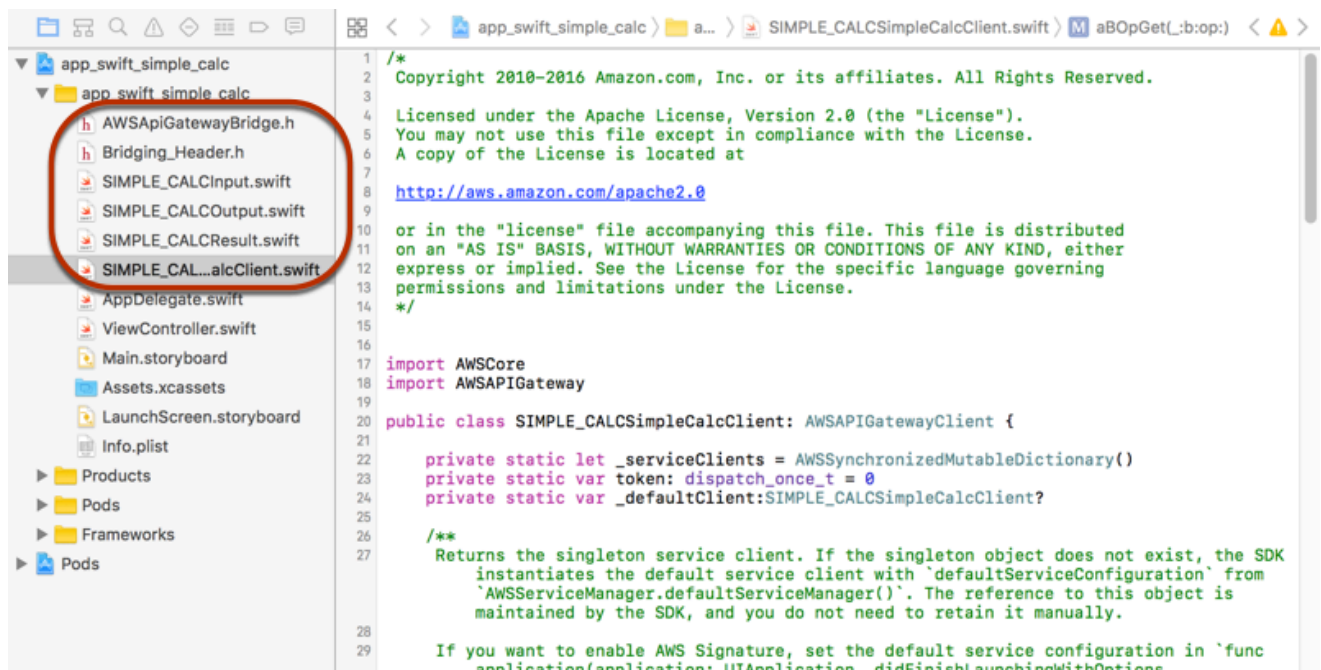 app_swift_simple_calc
a...
SIMPLE_CALCSimpleCalcClient.swift
M
aBOpGet(_:b:op:)
app_swift_simple_calc
app_swift_simple_calc
h AWSApiGatewayBridge.h
h Bridging_Header.h
SIMPLE_CALCInput.swift
SIMPLE_CALCOutput.swift
SIMPLE_CALCResult.swift
SIMPLE_CAL...alcClient.swift
AppDelegate.swift
ViewController.swift
Main.storyboard
Assets.xcassets
LaunchScreen.storyboard
Info.plist
Products
Pods
Frameworks
Pods
1 /*
2 Copyright 2010-2016 Amazon.com, Inc. or its affiliates. All Rights Reserved.
3
4 Licensed under the Apache License, Version 2.0 (the "License").
5 You may not use this file except in compliance with the License.
6 A copy of the License is located at
7
8 http://aws.amazon.com/apache2.0
9
10 or in the "license" file accompanying this file. This file is distributed
11 on an "AS IS" BASIS, WITHOUT WARRANTIES OR CONDITIONS OF ANY KIND, either
12 express or implied. See the License for the specific language governing
13 permissions and limitations under the License.
14 */
15
16
17 import AWSCore
18 import AWSAPIGateway
19
20 public class SIMPLE_CALCSimpleCalcClient: AWSAPIGatewayClient {
21
22 private static let _serviceClients = AWSSynchronizedMutableDictionary()
23 private static var token: dispatch_once_t = 0
24 private static var _defaultClient:SIMPLE_CALCSimpleCalcClient?
25
26 /**
27 Returns the singleton service client. If the singleton object does not exist, the SDK
instantiates the default service client with `defaultServiceConfiguration` from
`AWSServiceManager.defaultServiceManager()`. The reference to this object is
maintained by the SDK, and you do not need to retain it manually.
28
29 If you want to enable AWS Signature, set the default service configuration in `func
application(application: UIApplication, didFinishLaunchingWithOptions